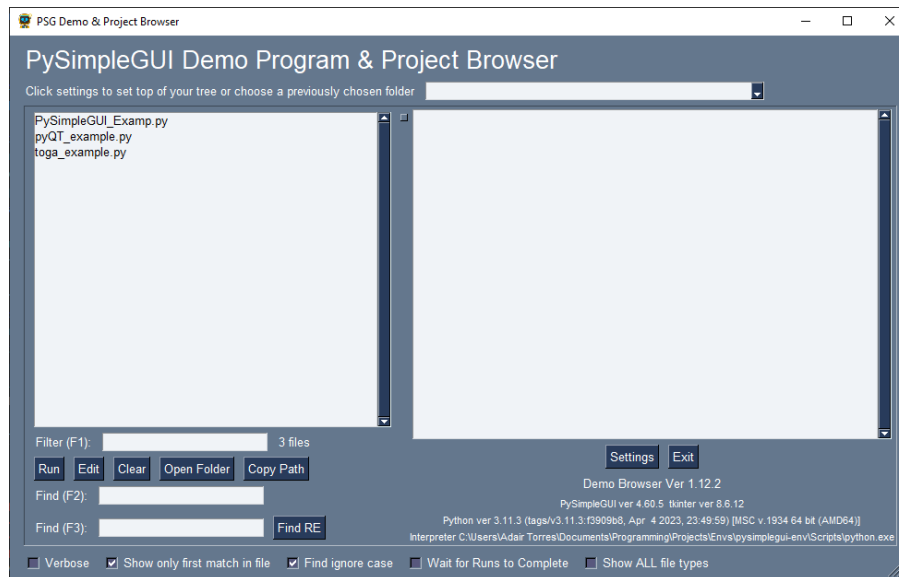 PSG Demo & Project Browser
PySimpleGUI Demo Program & Project Browser
Click settings to set top of your tree or choose a previously chosen folder
PySimpleGUI_Examp.py
pyQT_example.py
toga_example.py
Filter (F1):
3 files
Run Edit Clear Open Folder Copy Path
Find (F2):
Find (F3):
Find RE
Settings Exit
Demo Browser Ver 1.12.2
PySimpleGUI ver 4.60.5 tkinter ver 8.6.12
Python ver 3.11.3 (tags/v3.11.3:f3909b8, Apr 4 2023, 23:49:59) [MSC v.1934 64 bit (AMD64)]
Interpreter C:\Users\Adair Torres\Documents\Programming\Projects\Envs\pysimplegui-env\Scripts\python.exe
Verbose Show only first match in file Find ignore case Wait for Runs to Complete Show ALL file types